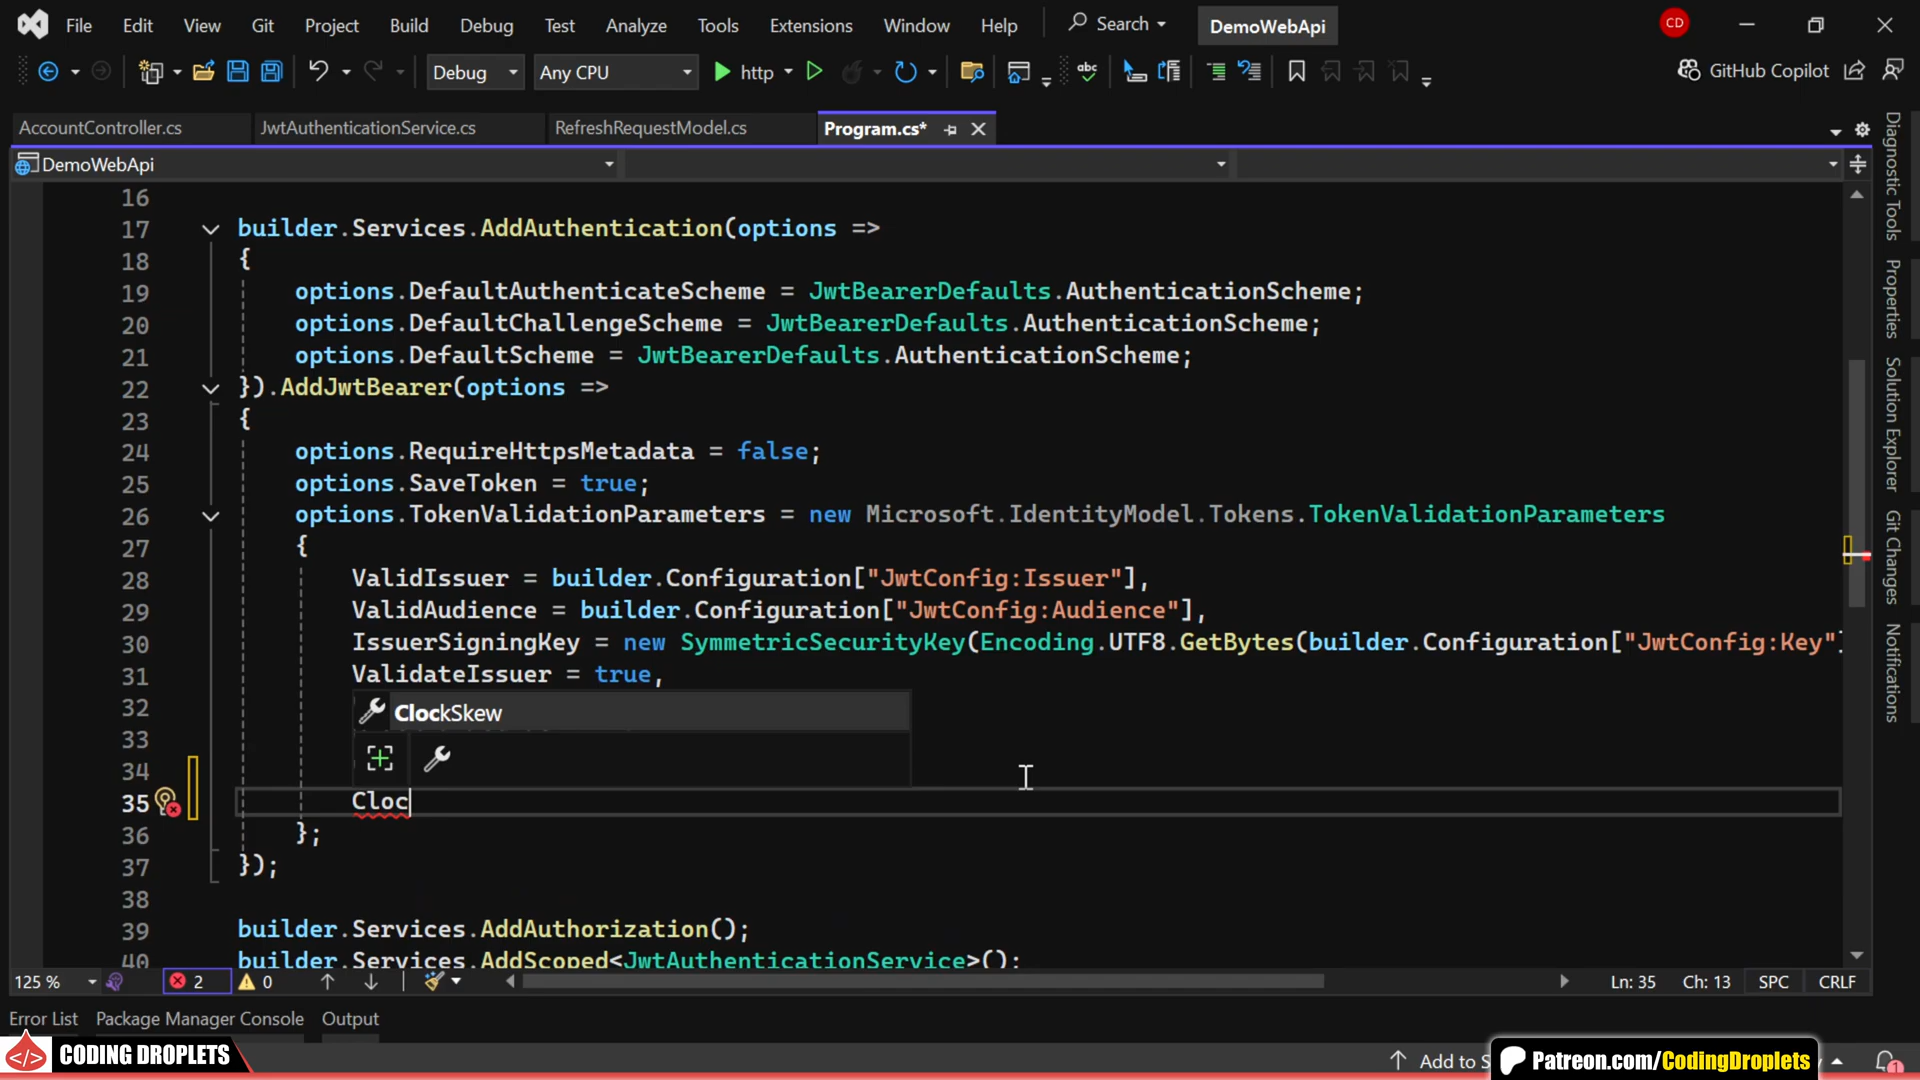 File Edit View Git Project Build Debug Test Analyze Tools Extensions Window Help Search DemoWebApi CD
Debug Any CPU http GitHub Copilot
AccountController.cs JwtAuthenticationService.cs RefreshRequestModel.cs Program.cs*
DemoWebApi
16
17 builder.Services.AddAuthentication(options =>
18 {
19 options.DefaultAuthenticateScheme = JwtBearerDefaults.AuthenticationScheme;
20 options.DefaultChallengeScheme = JwtBearerDefaults.AuthenticationScheme;
21 options.DefaultScheme = JwtBearerDefaults.AuthenticationScheme;
22 }).AddJwtBearer(options =>
23 {
24 options.RequireHttpsMetadata = false;
25 options.SaveToken = true;
26 options.TokenValidationParameters = new Microsoft.IdentityModel.Tokens.TokenValidationParameters
27 {
28 ValidIssuer = builder.Configuration["JwtConfig:Issuer"],
29 ValidAudience = builder.Configuration["JwtConfig:Audience"],
30 IssuerSigningKey = new SymmetricSecurityKey(Encoding.UTF8.GetBytes(builder.Configuration["JwtConfig:Key"]
31 ValidateIssuer = true,
32 ClockSkew
33
34
35 Cloc
36 };
37 });
38
39 builder.Services.AddAuthorization();
40 builder.Services.AddScoped<JwtAuthenticationService>();
125 % 2 0 Ln: 35 Ch: 13 SPC CRLF
Error List Package Manager Console Output
</> CODING DROPLETS Add to S Patreon.com/CodingDroplets 1
Diagnostic Tools
Properties
Solution Explorer
Git Changes
Notifications